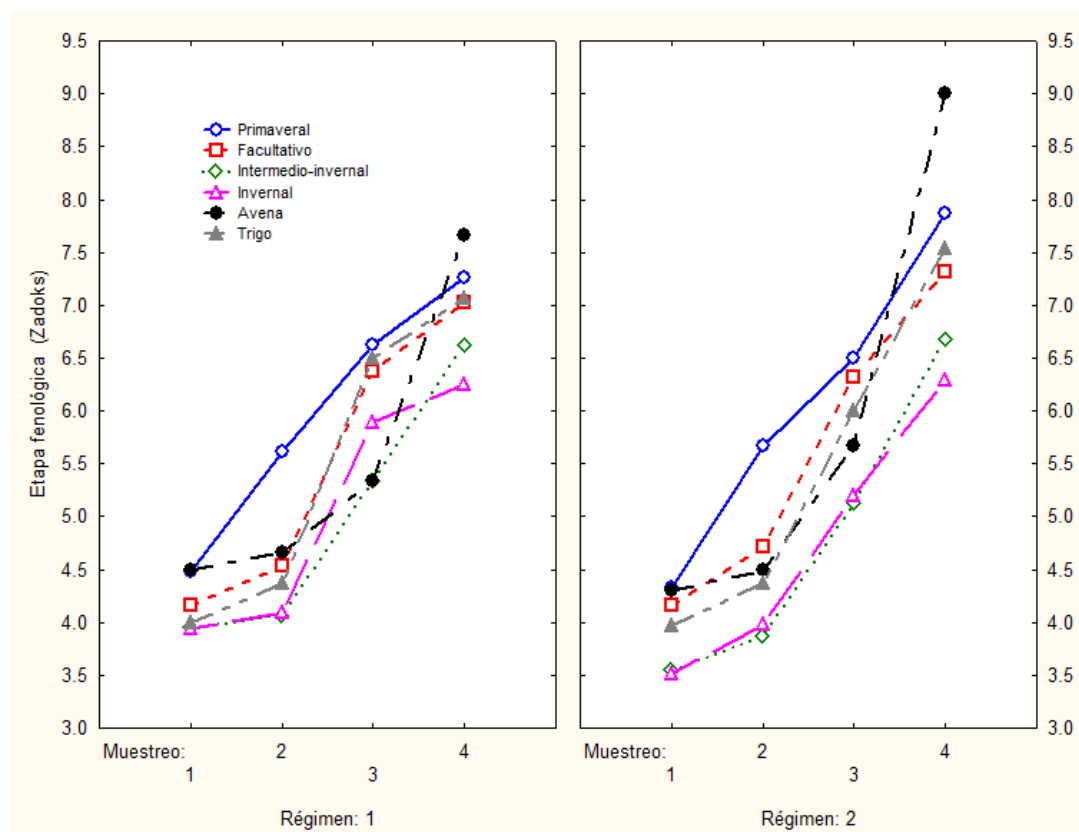 9.5
9.0
8.5
8.0
7.5
7.0
6.5
6.0
5.5
5.0
4.5
4.0
3.5
3.0
Etapa fenológica (Zadoks)
Primaveral
Facultativo
Intermedio-invernal
Invernal
Avena
Trigo
Muestreo: 2 4
1 3
Régimen: 1
Muestreo: 2 4
1 3
Régimen: 2
9.5
9.0
8.5
8.0
7.5
7.0
6.5
6.0
5.5
5.0
4.5
4.0
3.5
3.0